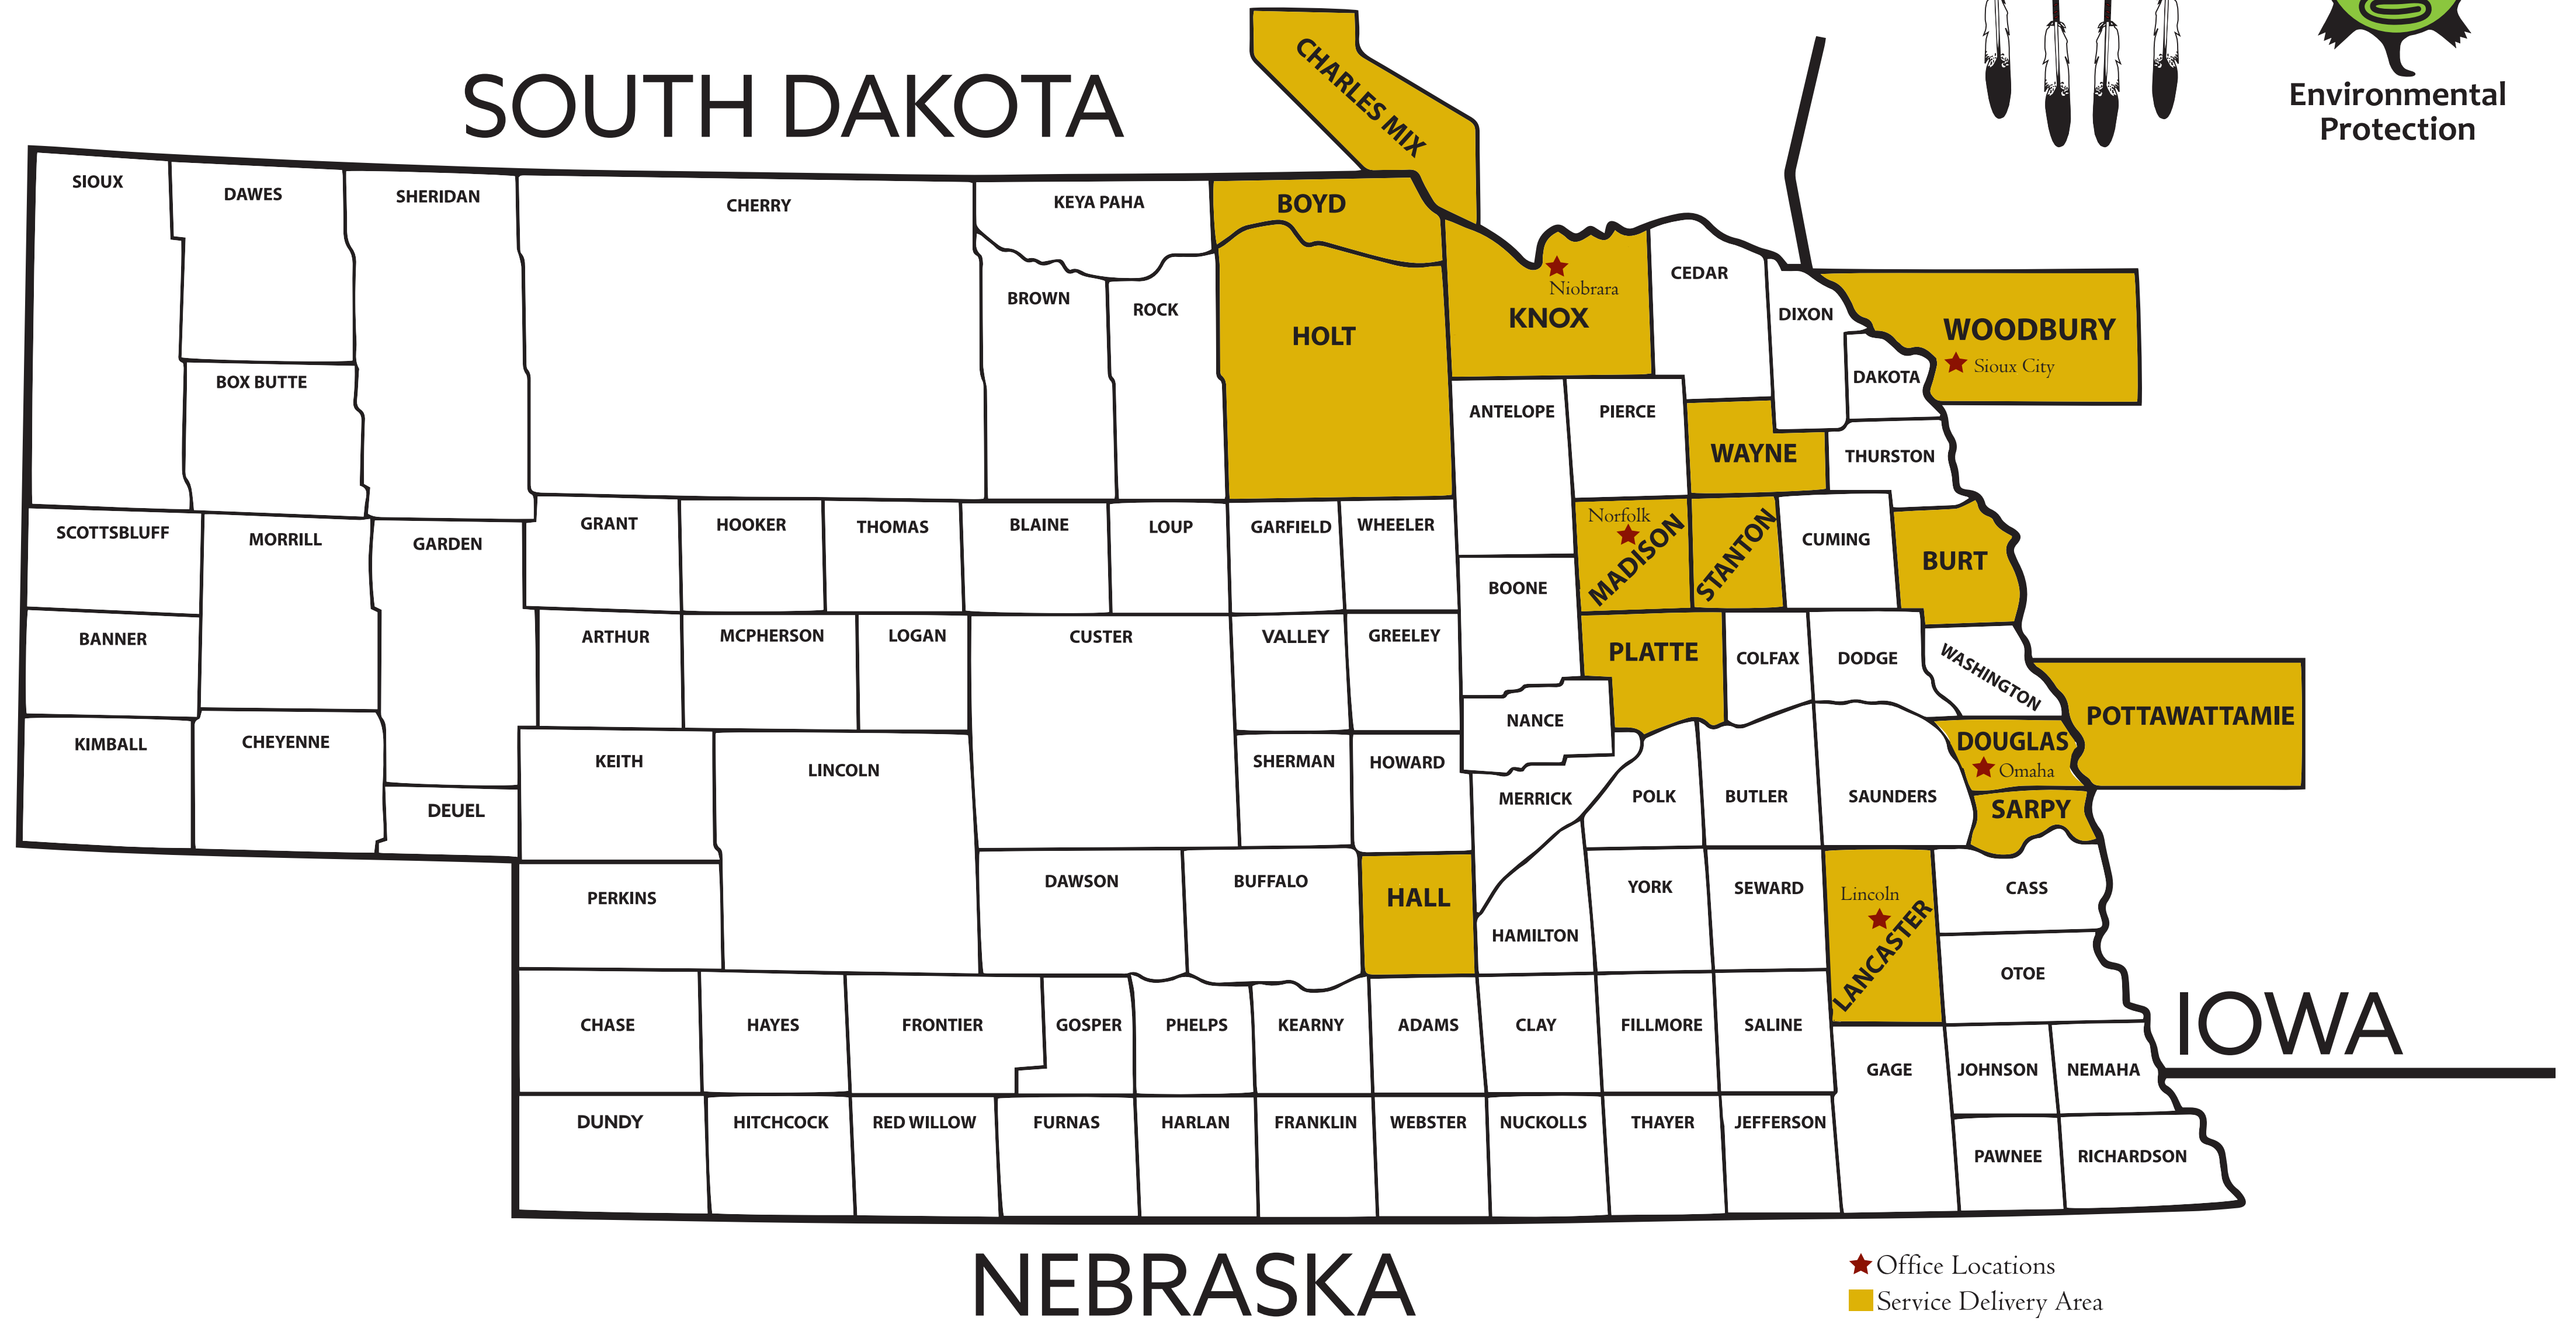 SOUTH DAKOTA
CHARLES MIX
Environmental
Protection
SIOUX
DAWES
SHERIDAN
CHERRY
KEYA PAHA
BOYD
BROWN
ROCK
HOLT
Niobrara
KNOX
CEDAR
DIXON
WOODBURY
Sioux City
DAKOTA
BOX BUTTE
ANTELOPE
PIERCE
WAYNE
THURSTON
SCOTTSBLUFF
MORRILL
GARDEN
GRANT
HOOKER
THOMAS
BLAINE
LOUP
GARFIELD
WHEELER
Norfolk
MADISON
STANTON
CUMING
BURT
BOONE
BANNER
ARTHUR
MCPHERSON
LOGAN
CUSTER
VALLEY
GREELEY
PLATTE
COLFAX
DODGE
WASHINGTON
POTTAWATTAMIE
NANCE
KIMBALL
CHEYENNE
KEITH
LINCOLN
SHERMAN
HOWARD
DOUGLAS
Omaha
DEUEL
MERRICK
POLK
BUTLER
SAUNDERS
SARPY
PERKINS
DAWSON
BUFFALO
HALL
HAMILTON
YORK
SEWARD
Lincoln
LANCASTER
CASS
OTOE
IOWA
CHASE
HAYES
FRONTIER
GOSPER
PHELPS
KEARNY
ADAMS
CLAY
FILLMORE
SALINE
GAGE
JOHNSON
NEMAHA
DUNDY
HITCHCOCK
RED WILLOW
FURNAS
HARLAN
FRANKLIN
WEBSTER
NUCKOLLS
THAYER
JEFFERSON
PAWNEE
RICHARDSON
NEBRASKA
Office Locations
Service Delivery Area